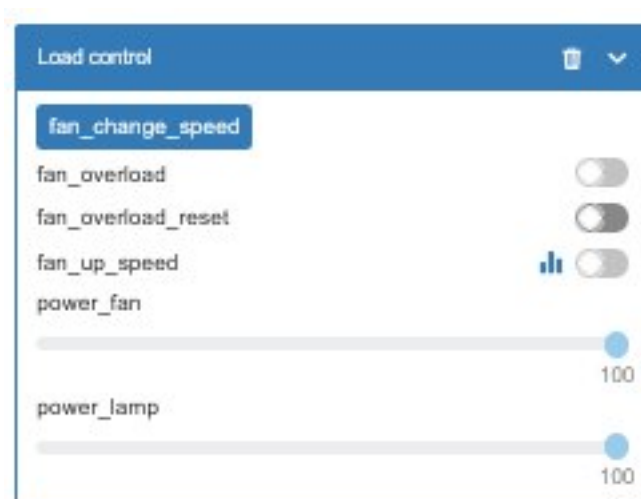 Load control
fan_change_speed
fan_overload
fan_overload_reset
fan_up_speed
power_fan
100
power_lamp
100